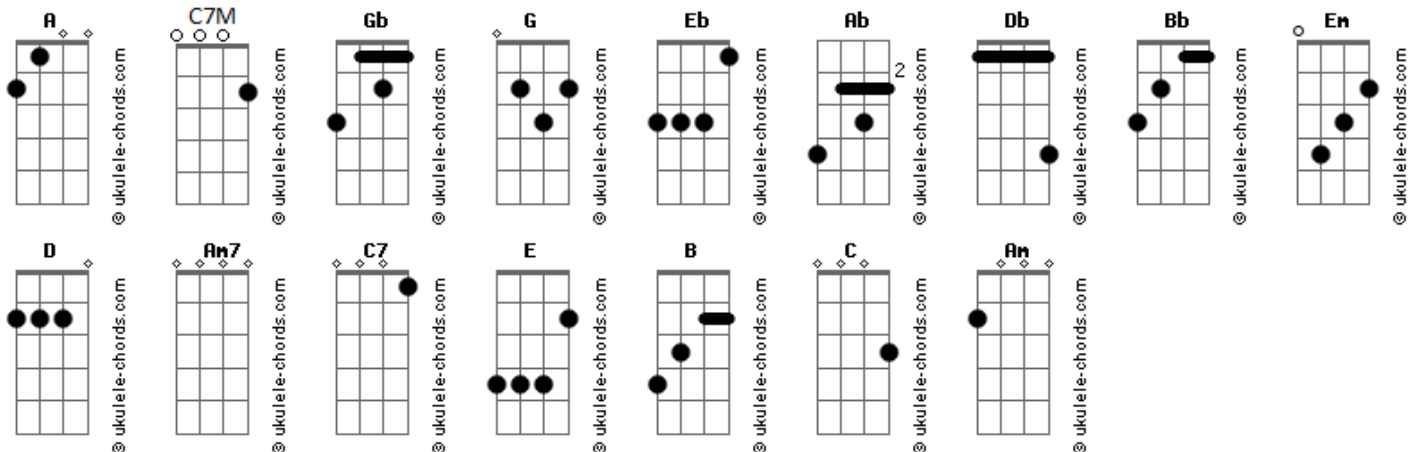 A C7M Gb G Eb Ab Db Bb Em
2
© ukulele-chords.com © ukulele-chords.com © ukulele-chords.com © ukulele-chords.com © ukulele-chords.com © ukulele-chords.com © ukulele-chords.com © ukulele-chords.com © ukulele-chords.com
D Am7 C7 E B C Am
© ukulele-chords.com © ukulele-chords.com © ukulele-chords.com © ukulele-chords.com © ukulele-chords.com © ukulele-chords.com © ukulele-chords.com